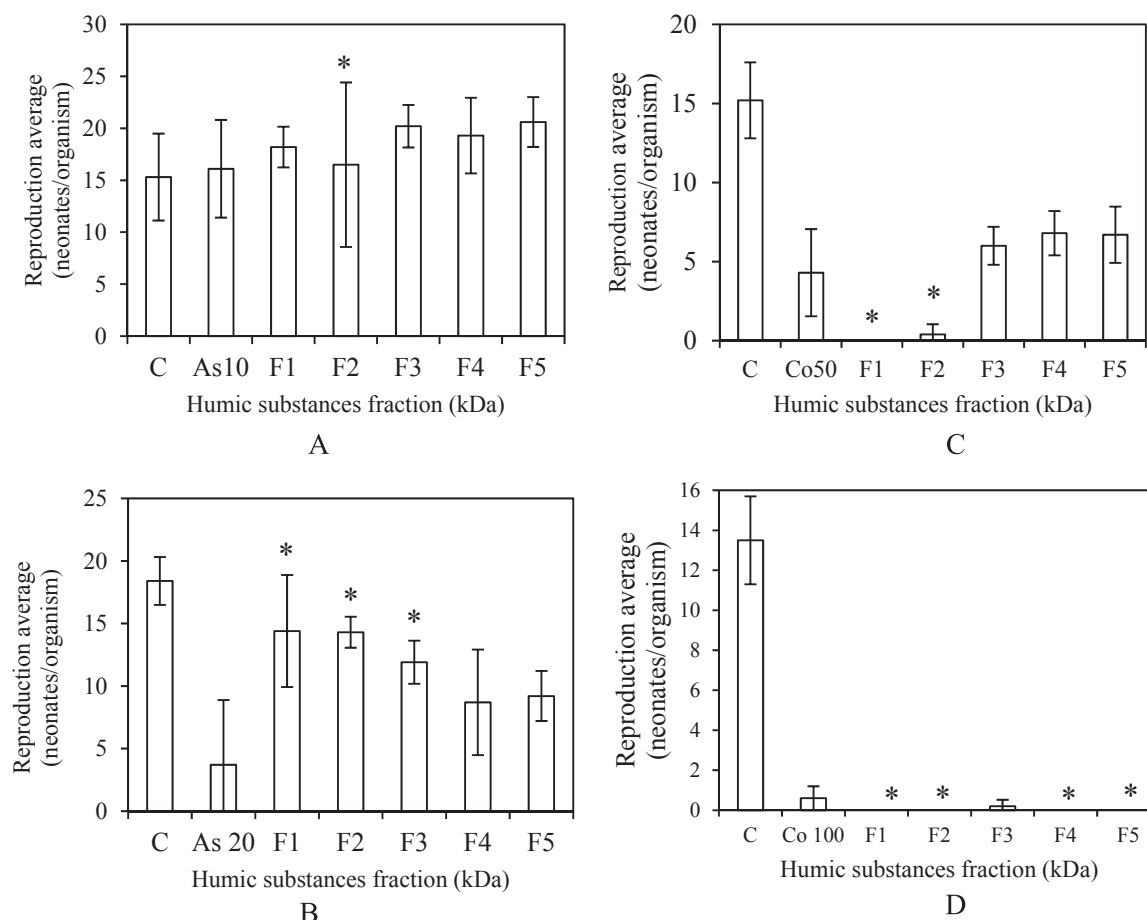 Reproduction average
(neonates/organism)
30
25
20
15
10
5
0
*
C As10 F1 F2 F3 F4 F5
Humic substances fraction (kDa)
A
Reproduction average
(neonates/organism)
20
15
10
5
0
* *
C Co50 F1 F2 F3 F4 F5
Humic substances fraction (kDa)
C
Reproduction average
(neonates/organism)
25
20
15
10
5
0
* * *
C As 20 F1 F2 F3 F4 F5
Humic substances fraction (kDa)
B
Reproduction average
(neonates/organism)
16
14
12
10
8
6
4
2
0
* * * *
C Co 100 F1 F2 F3 F4 F5
Humic substances fraction (kDa)
D